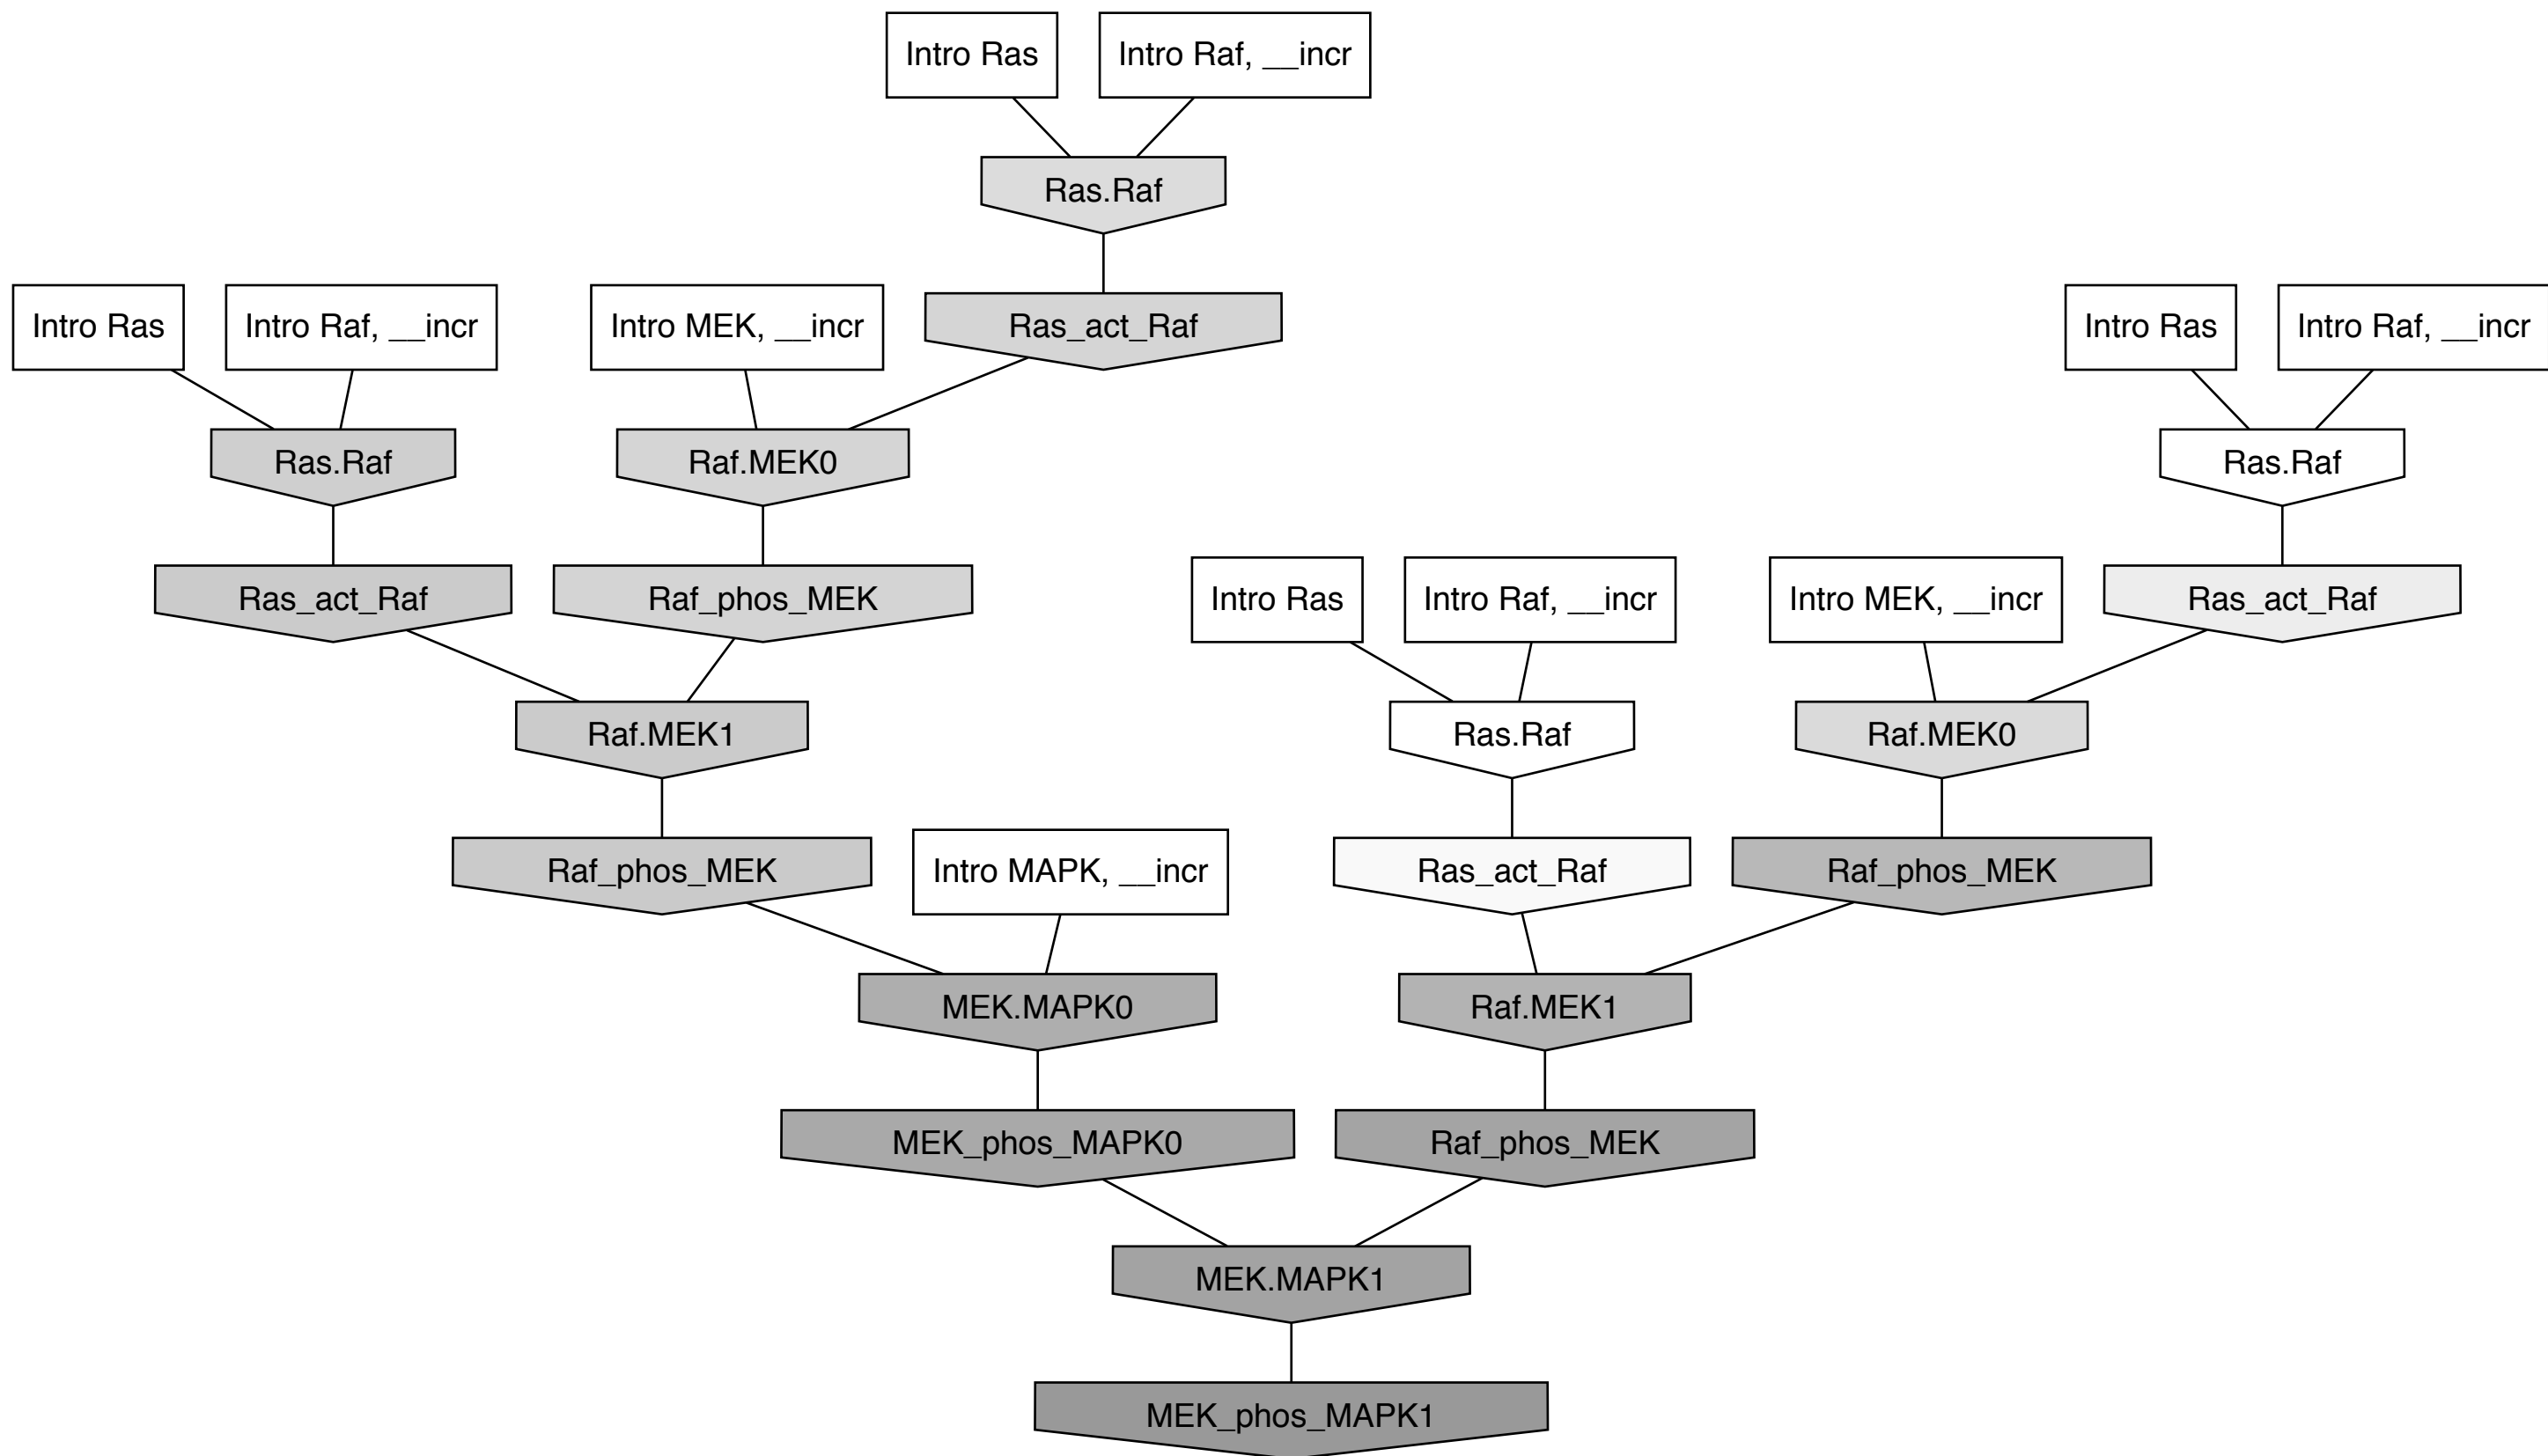 Intro Ras
Intro Raf, __incr
Ras.Raf
Intro Ras
Intro Raf, __incr
Intro MEK, __incr
Ras_act_Raf
Intro Ras
Intro Raf, __incr
Ras.Raf
Raf.MEK0
Ras.Raf
Ras_act_Raf
Raf_phos_MEK
Intro Ras
Intro Raf, __incr
Intro MEK, __incr
Ras_act_Raf
Raf.MEK1
Ras.Raf
Raf.MEK0
Raf_phos_MEK
Intro MAPK, __incr
Ras_act_Raf
Raf_phos_MEK
MEK.MAPK0
Raf.MEK1
MEK_phos_MAPK0
Raf_phos_MEK
MEK.MAPK1
MEK_phos_MAPK1